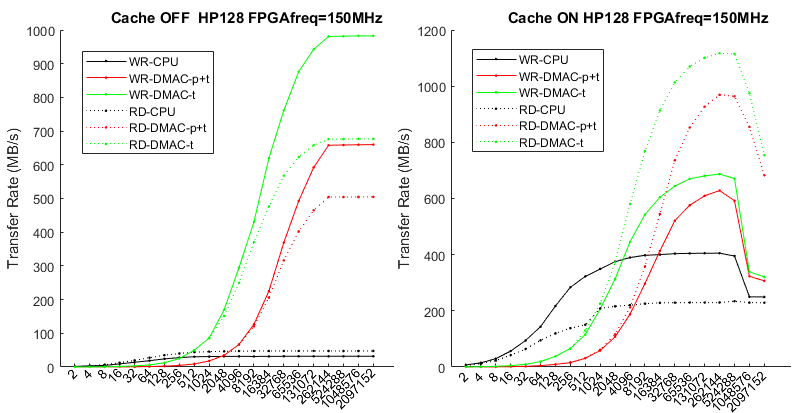 Cache OFF  HP128 FPGAfreq=150MHz
Transfer Rate (MB/s)
1000
900
800
700
600
500
400
300
200
100
0
WR-CPU
WR-DMAC-p+t
WR-DMAC-t
RD-CPU
RD-DMAC-p+t
RD-DMAC-t
2 4 8 16 32 64 128 256 512 1024 2048 4096 8192 16384 32768 65536 131072 262144 524288 1048576 2097152
Cache ON HP128 FPGAfreq=150MHz
Transfer Rate (MB/s)
1200
1000
800
600
400
200
0
WR-CPU
WR-DMAC-p+t
WR-DMAC-t
RD-CPU
RD-DMAC-p+t
RD-DMAC-t
2 4 8 16 32 64 128 256 512 1024 2048 4096 8192 16384 32768 65536 131072 262144 524288 1048576 2097152